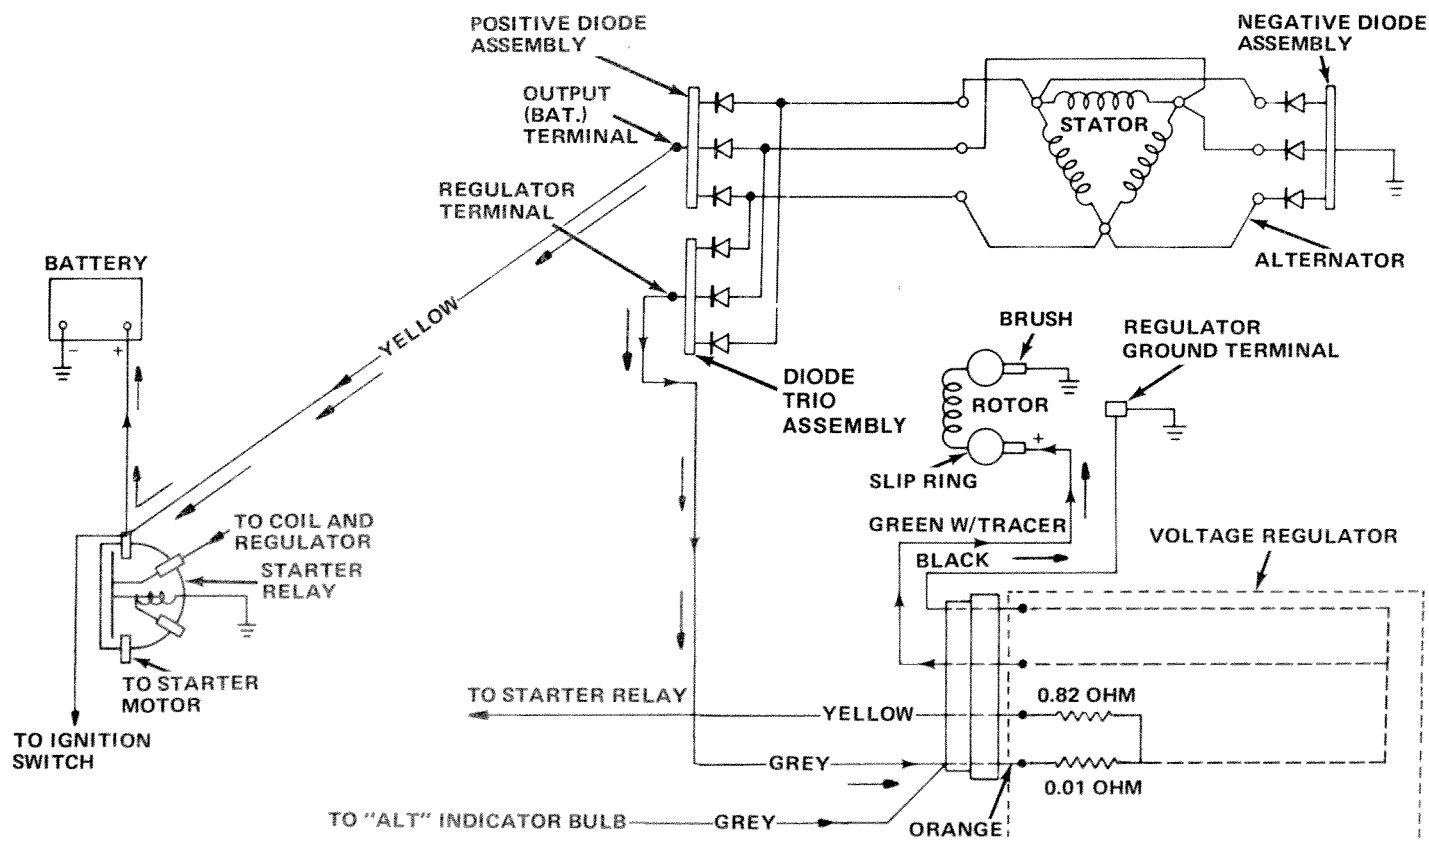 POSITIVE DIODE
ASSEMBLY
NEGATIVE DIODE
ASSEMBLY
OUTPUT
(BAT.)
TERMINAL
STATOR
REGULATOR
TERMINAL
ALTERNATOR
BATTERY
- +
YELLOW
BRUSH
REGULATOR
GROUND TERMINAL
DIODE
TRIO
ASSEMBLY
ROTOR
+
SLIP RING
TO COIL AND
REGULATOR
GREEN W/TRACER
VOLTAGE REGULATOR
BLACK
STARTER
RELAY
TO STARTER
MOTOR
TO STARTER RELAY
0.82 OHM
YELLOW
TO IGNITION
SWITCH
GREY
0.01 OHM
TO "ALT" INDICATOR BULB
GREY
ORANGE